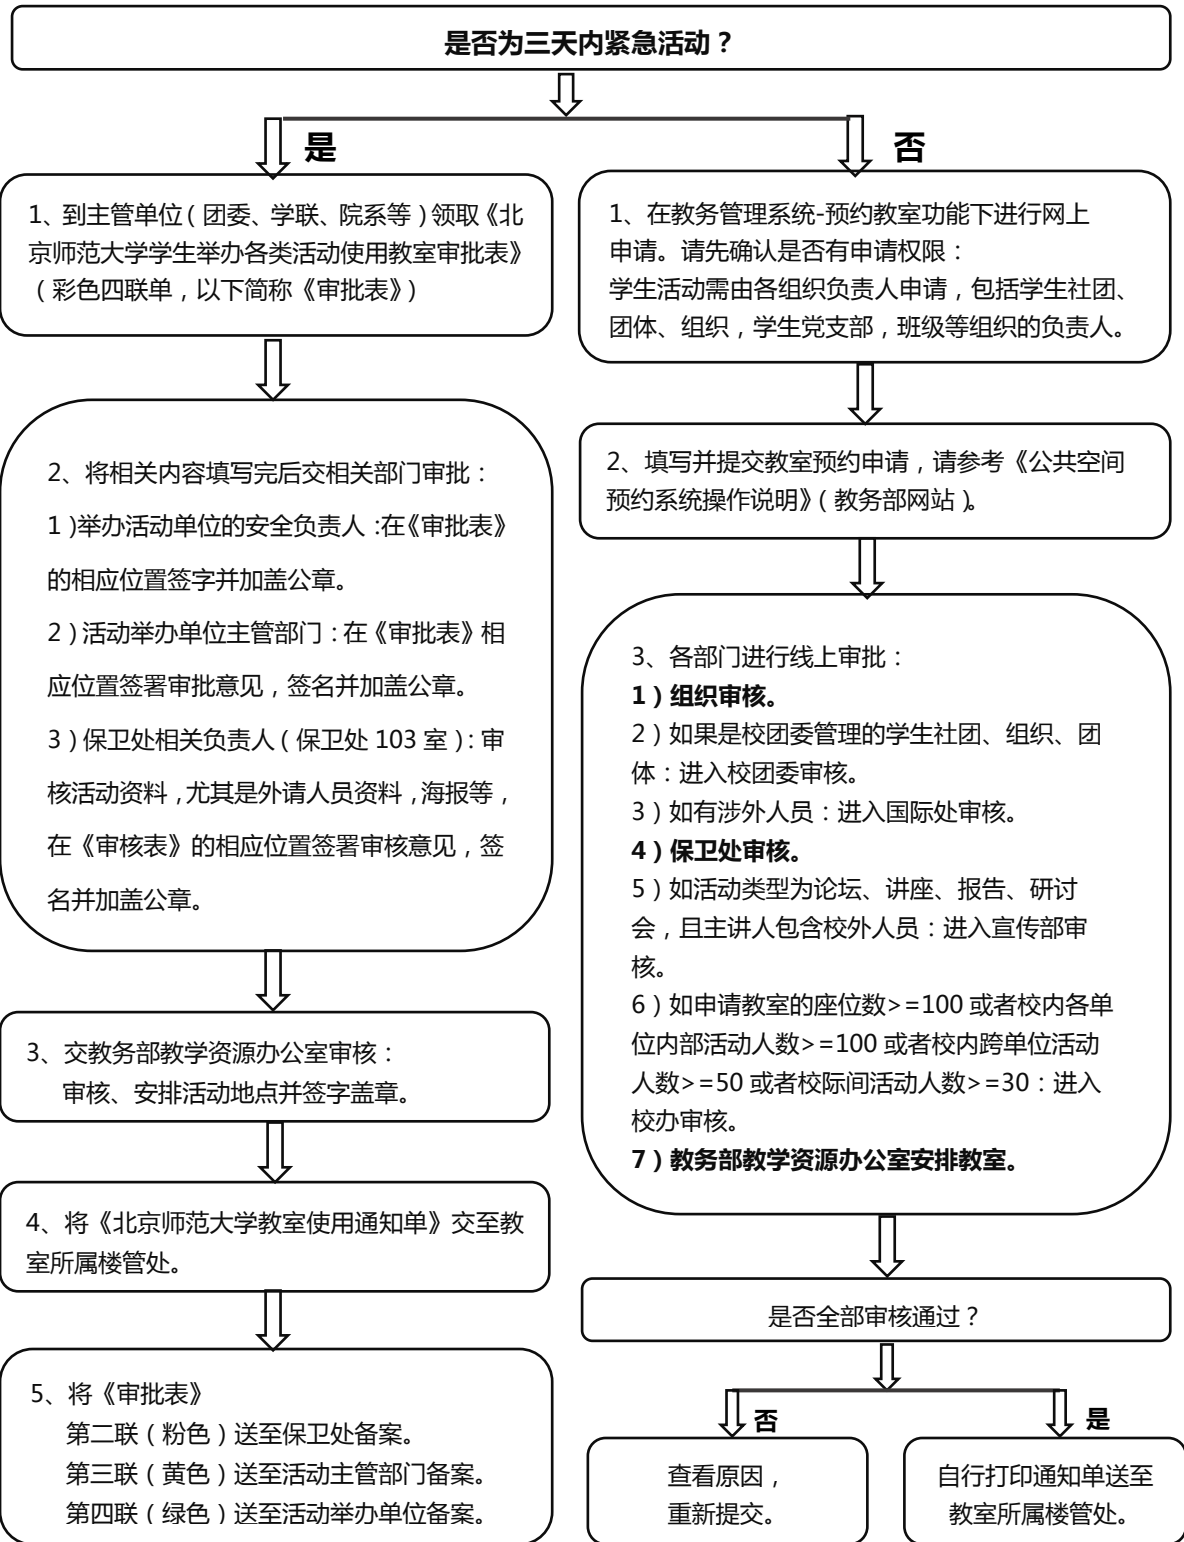 是否为三天内紧急活动？
是
否
1、到主管单位（团委、学联、院系等）领取《北
京师范大学学生举办各类活动使用教室审批表》
（彩色四联单，以下简称《审批表》）
2、将相关内容填写完后交相关部门审批：
1）举办活动单位的安全负责人：在《审批表》
的相应位置签字并加盖公章。
2）活动举办单位主管部门：在《审批表》相
应位置签署审批意见，签名并加盖公章。
3）保卫处相关负责人（保卫处 103 室）：审
核活动资料，尤其是外请人员资料，海报等，
在《审核表》的相应位置签署审核意见，签
名并加盖公章。
3、交教务部教学资源办公室审核：
审核、安排活动地点并签字盖章。
4、将《北京师范大学教室使用通知单》交至教
室所属楼管处。
5、将《审批表》
第二联（粉色）送至保卫处备案。
第三联（黄色）送至活动主管部门备案。
第四联（绿色）送至活动举办单位备案。
1、在教务管理系统-预约教室功能下进行网上
申请。请先确认是否有申请权限：
学生活动需由各组织负责人申请，包括学生社团、
团体、组织，学生党支部，班级等组织的负责人。
2、填写并提交教室预约申请，请参考《公共空间
预约系统操作说明》（教务部网站）。
3、各部门进行线上审批：
1）组织审核。
2）如果是校团委管理的学生社团、组织、团
体：进入校团委审核。
3）如有涉外人员：进入国际处审核。
4）保卫处审核。
5）如活动类型为论坛、讲座、报告、研讨
会，且主讲人包含校外人员：进入宣传部审
核。
6）如申请教室的座位数>=100 或者校内各单
位内部活动人数>=100 或者校内跨单位活动
人数>=50 或者校际间活动人数>=30：进入
校办审核。
7）教务部教学资源办公室安排教室。
是否全部审核通过？
否
是
查看原因，
重新提交。
自行打印通知单送至
教室所属楼管处。